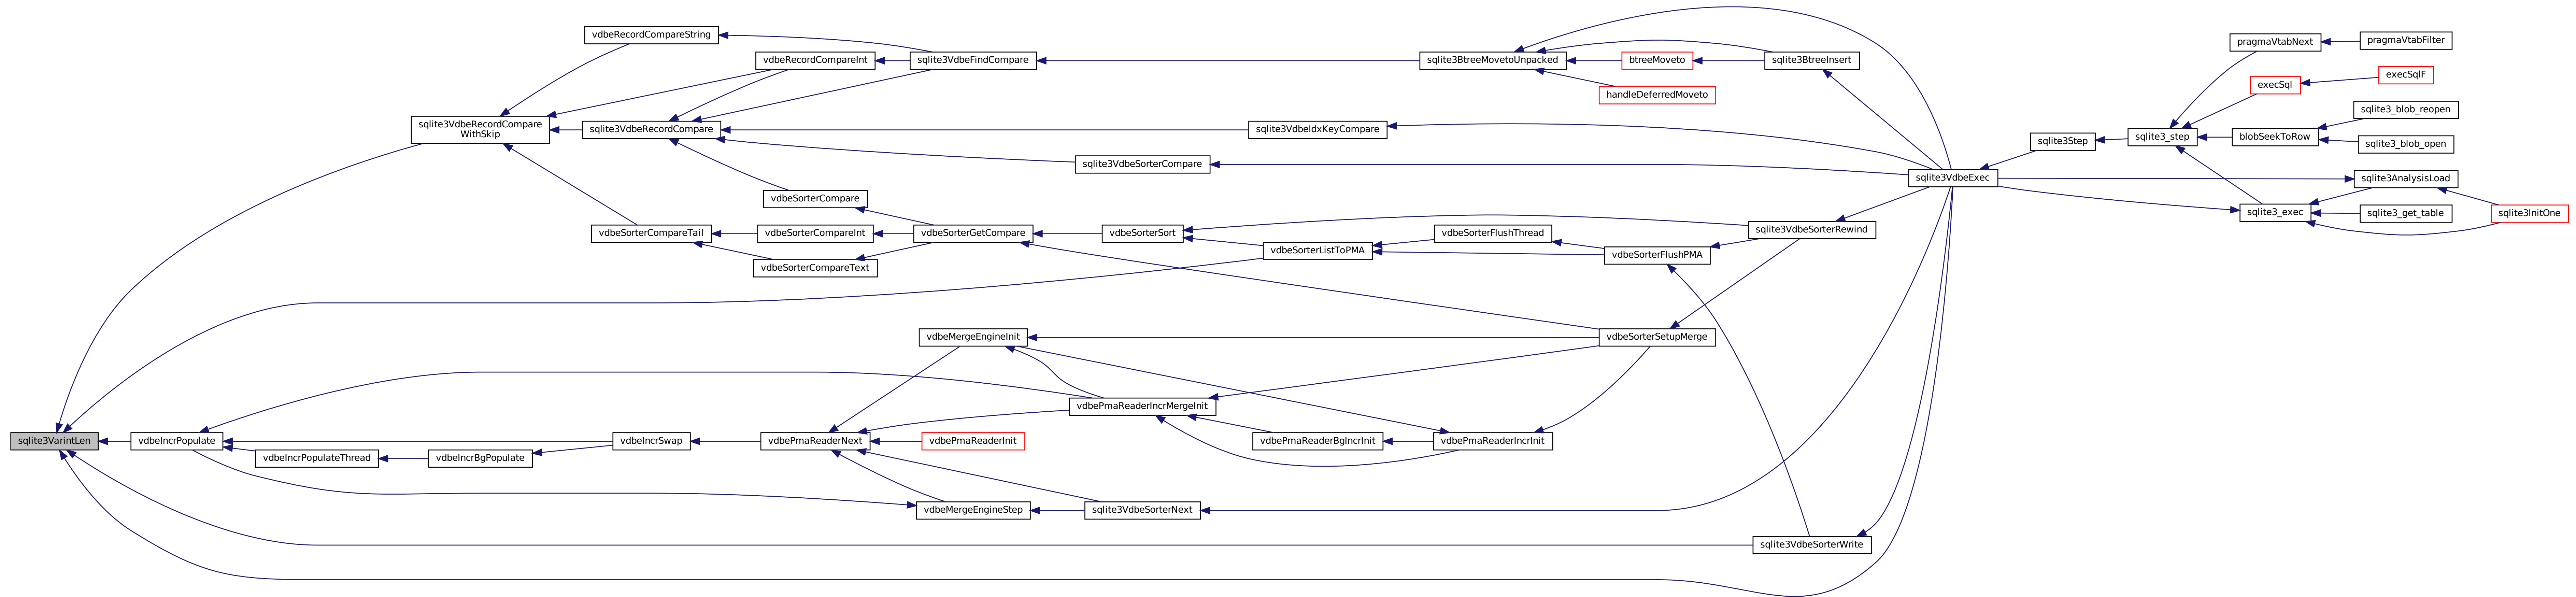 vdbeRecordCompareString
vdbeRecordCompareInt
sqlite3VdbeFindCompare
sqlite3BtreeMovetoUnpacked
btreeMoveto
sqlite3BtreeInsert
handleDeferredMoveto
pragmaVtabNext
pragmaVtabFilter
execSql
execSqlF
sqlite3_blob_reopen
sqlite3VdbeRecordCompare
WithSkip
sqlite3VdbeRecordCompare
sqlite3VdbeIdxKeyCompare
sqlite3Step
sqlite3_step
blobSeekToRow
sqlite3_blob_open
sqlite3VdbeSorterCompare
sqlite3VdbeExec
sqlite3AnalysisLoad
vdbeSorterCompare
sqlite3_exec
sqlite3_get_table
sqlite3InitOne
vdbeSorterCompareTail
vdbeSorterCompareInt
vdbeSorterGetCompare
vdbeSorterSort
vdbeSorterFlushThread
sqlite3VdbeSorterRewind
vdbeSorterListToPMA
vdbeSorterFlushPMA
vdbeSorterCompareText
vdbeMergeEngineInit
vdbeSorterSetupMerge
vdbePmaReaderIncrMergeInit
sqlite3VarintLen
vdbeIncrPopulate
vdbeIncrSwap
vdbePmaReaderNext
vdbePmaReaderInit
vdbePmaReaderBgIncrInit
vdbePmaReaderIncrInit
vdbeIncrPopulateThread
vdbeIncrBgPopulate
vdbeMergeEngineStep
sqlite3VdbeSorterNext
sqlite3VdbeSorterWrite